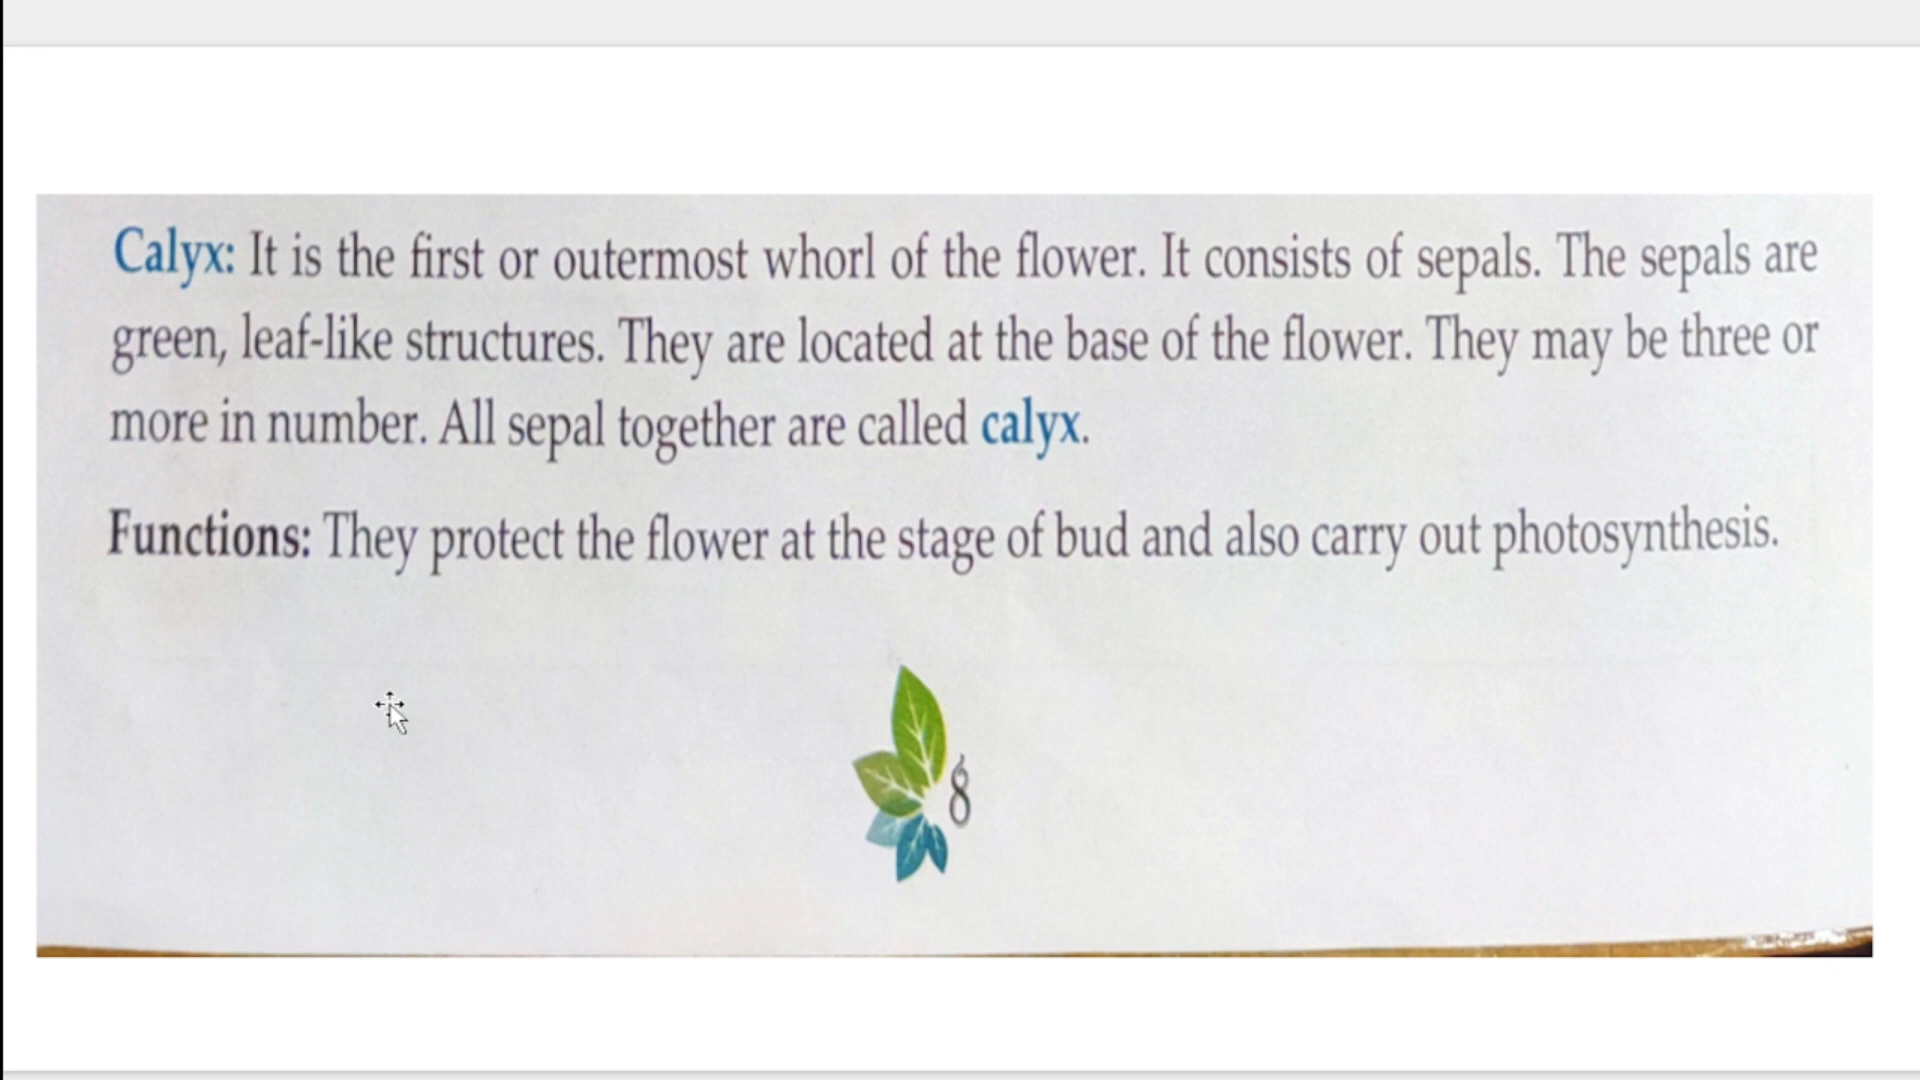 Calyx: It is the first or outermost whorl of the flower. It consists of sepals. The sepals are
green, leaf-like structures. They are located at the base of the flower. They may be three or
more in number. All sepal together are called calyx.
Functions: They protect the flower at the stage of bud and also carry out photosynthesis.
8